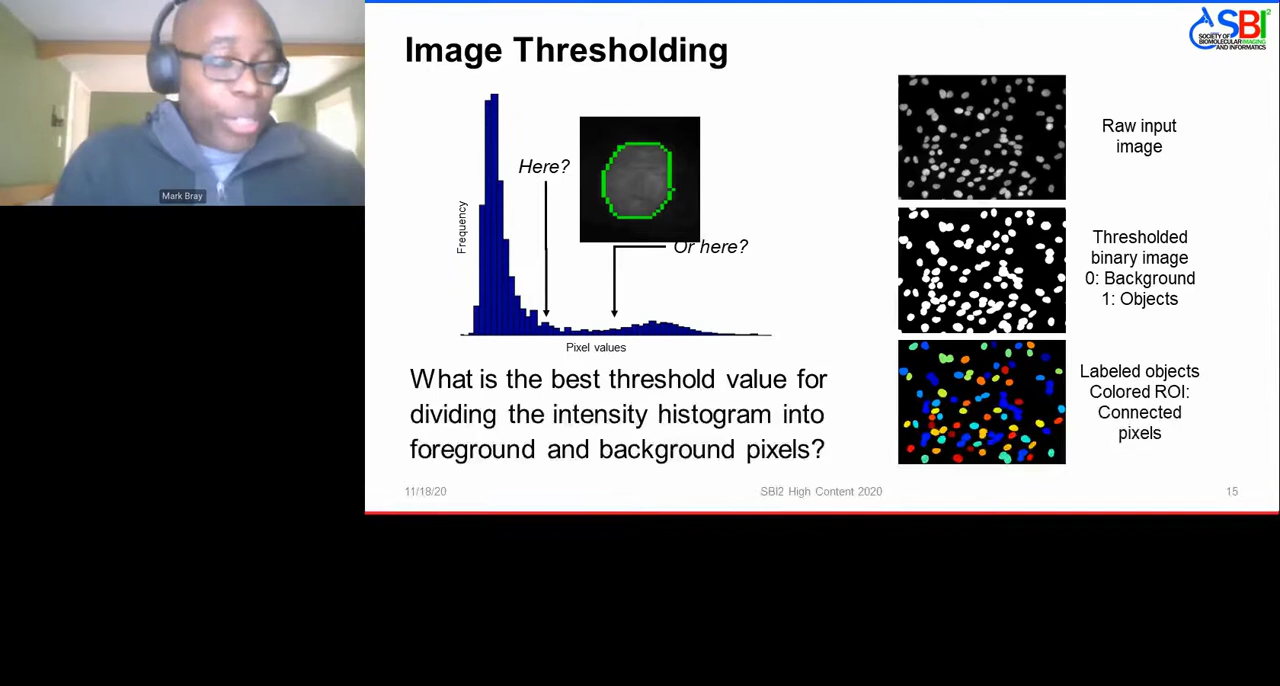 Mark Bray
Image Thresholding
SBI2
SOCIETY OF
BIOMOLECULAR IMAGING
AND INFORMATICS
Here?
Or here?
Frequency
Pixel values
What is the best threshold value for
dividing the intensity histogram into
foreground and background pixels?
Raw input
image
Thresholded
binary image
0: Background
1: Objects
Labeled objects
Colored ROI:
Connected
pixels
11/18/20
SBI2 High Content 2020
15